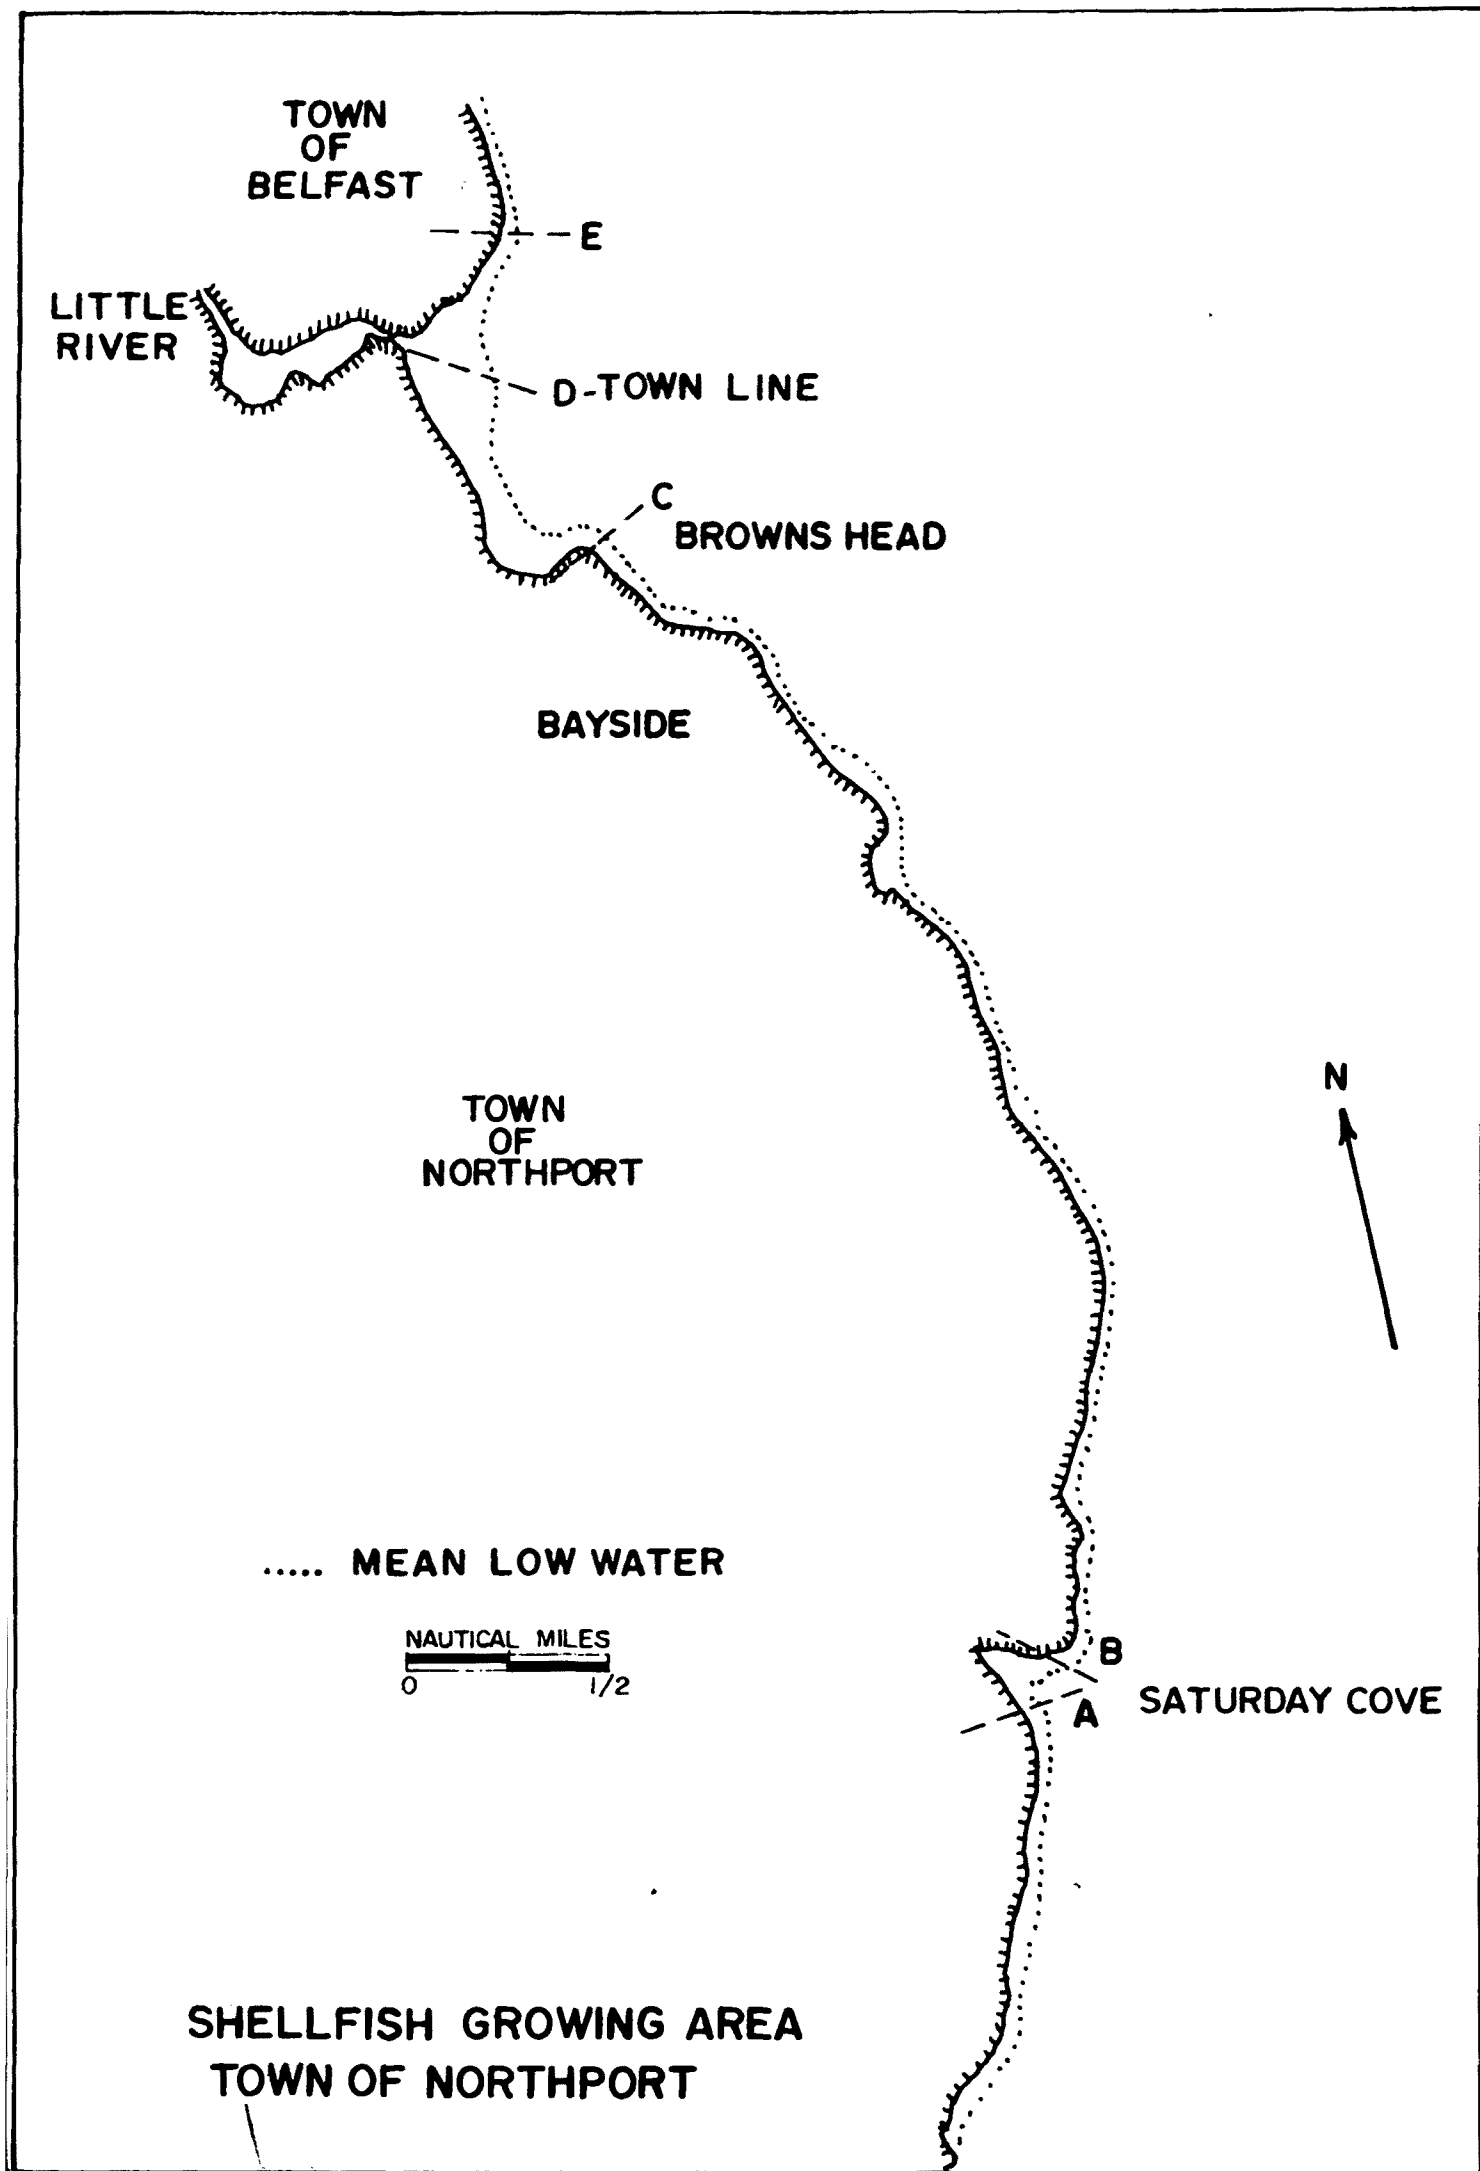 TOWN
OF
BELFAST
E
LITTLE
RIVER
D-TOWN LINE
C
BROWNS HEAD
BAYSIDE
N
TOWN
OF
NORTHPORT
..... MEAN LOW WATER
NAUTICAL MILES
0 1/2
B
A
SATURDAY COVE
SHELLFISH GROWING AREA
TOWN OF NORTHPORT